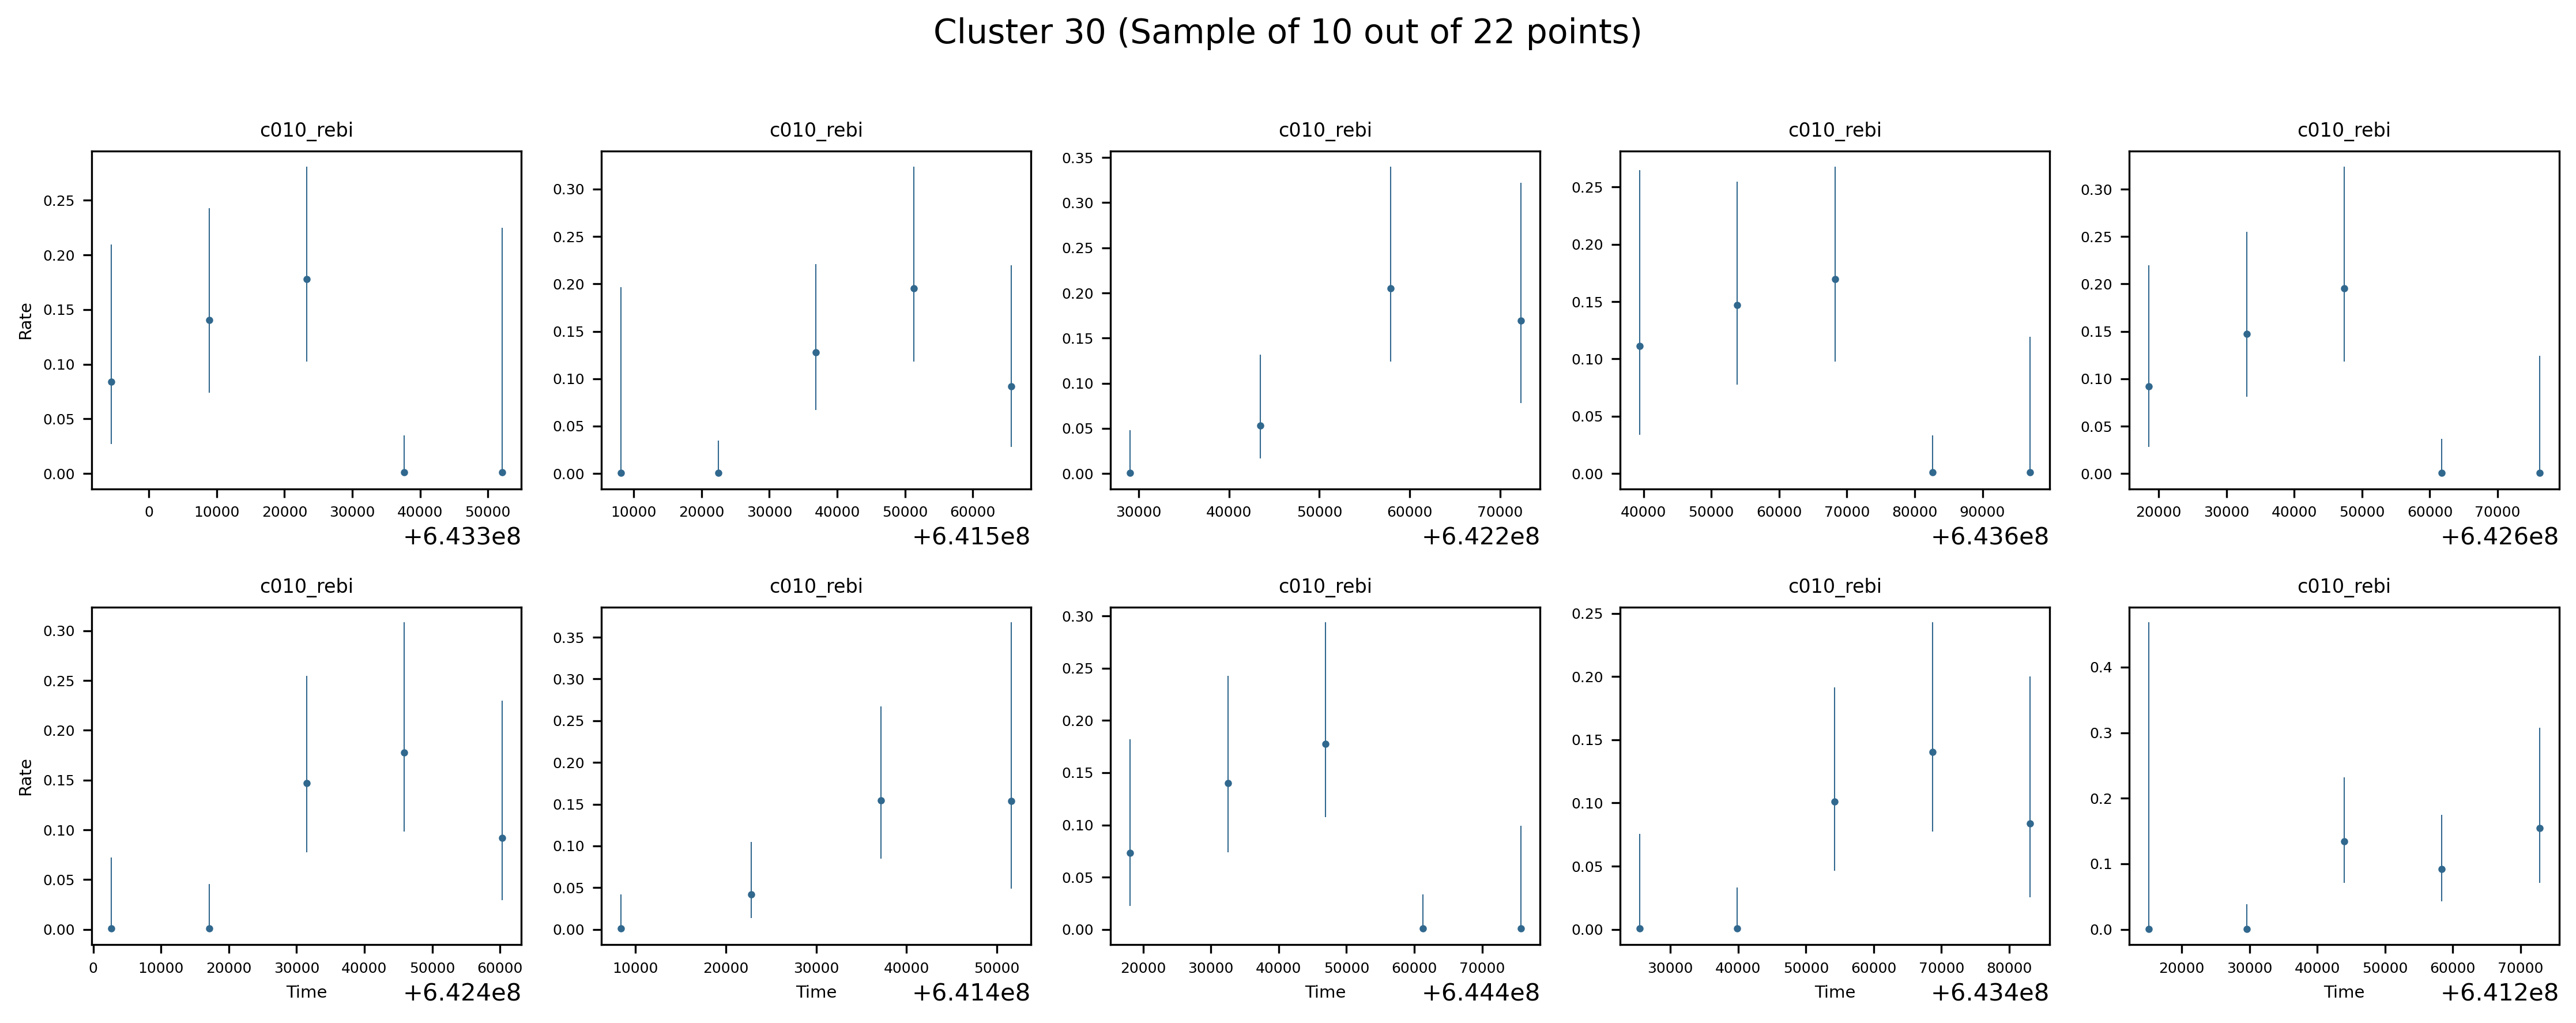 Cluster 30 (Sample of 10 out of 22 points)
c010_rebi c010_rebi c010_rebi c010_rebi c010_rebi
Rate
0.25 0.20 0.15 0.10 0.05 0.00
0 10000 20000 30000 40000 50000
+6.433e8
0.30 0.25 0.20 0.15 0.10 0.05 0.00
10000 20000 30000 40000 50000 60000
+6.415e8
0.35 0.30 0.25 0.20 0.15 0.10 0.05 0.00
30000 40000 50000 60000 70000
+6.422e8
0.25 0.20 0.15 0.10 0.05 0.00
40000 50000 60000 70000 80000 90000
+6.436e8
0.30 0.25 0.20 0.15 0.10 0.05 0.00
20000 30000 40000 50000 60000 70000
+6.426e8
c010_rebi c010_rebi c010_rebi c010_rebi c010_rebi
Rate
0.30 0.25 0.20 0.15 0.10 0.05 0.00
0 10000 20000 30000 40000 50000 60000
Time +6.424e8
0.35 0.30 0.25 0.20 0.15 0.10 0.05 0.00
10000 20000 30000 40000 50000
Time +6.414e8
0.30 0.25 0.20 0.15 0.10 0.05 0.00
20000 30000 40000 50000 60000 70000
Time +6.444e8
0.25 0.20 0.15 0.10 0.05 0.00
30000 40000 50000 60000 70000 80000
Time +6.434e8
0.4 0.3 0.2 0.1 0.0
20000 30000 40000 50000 60000 70000
Time +6.412e8